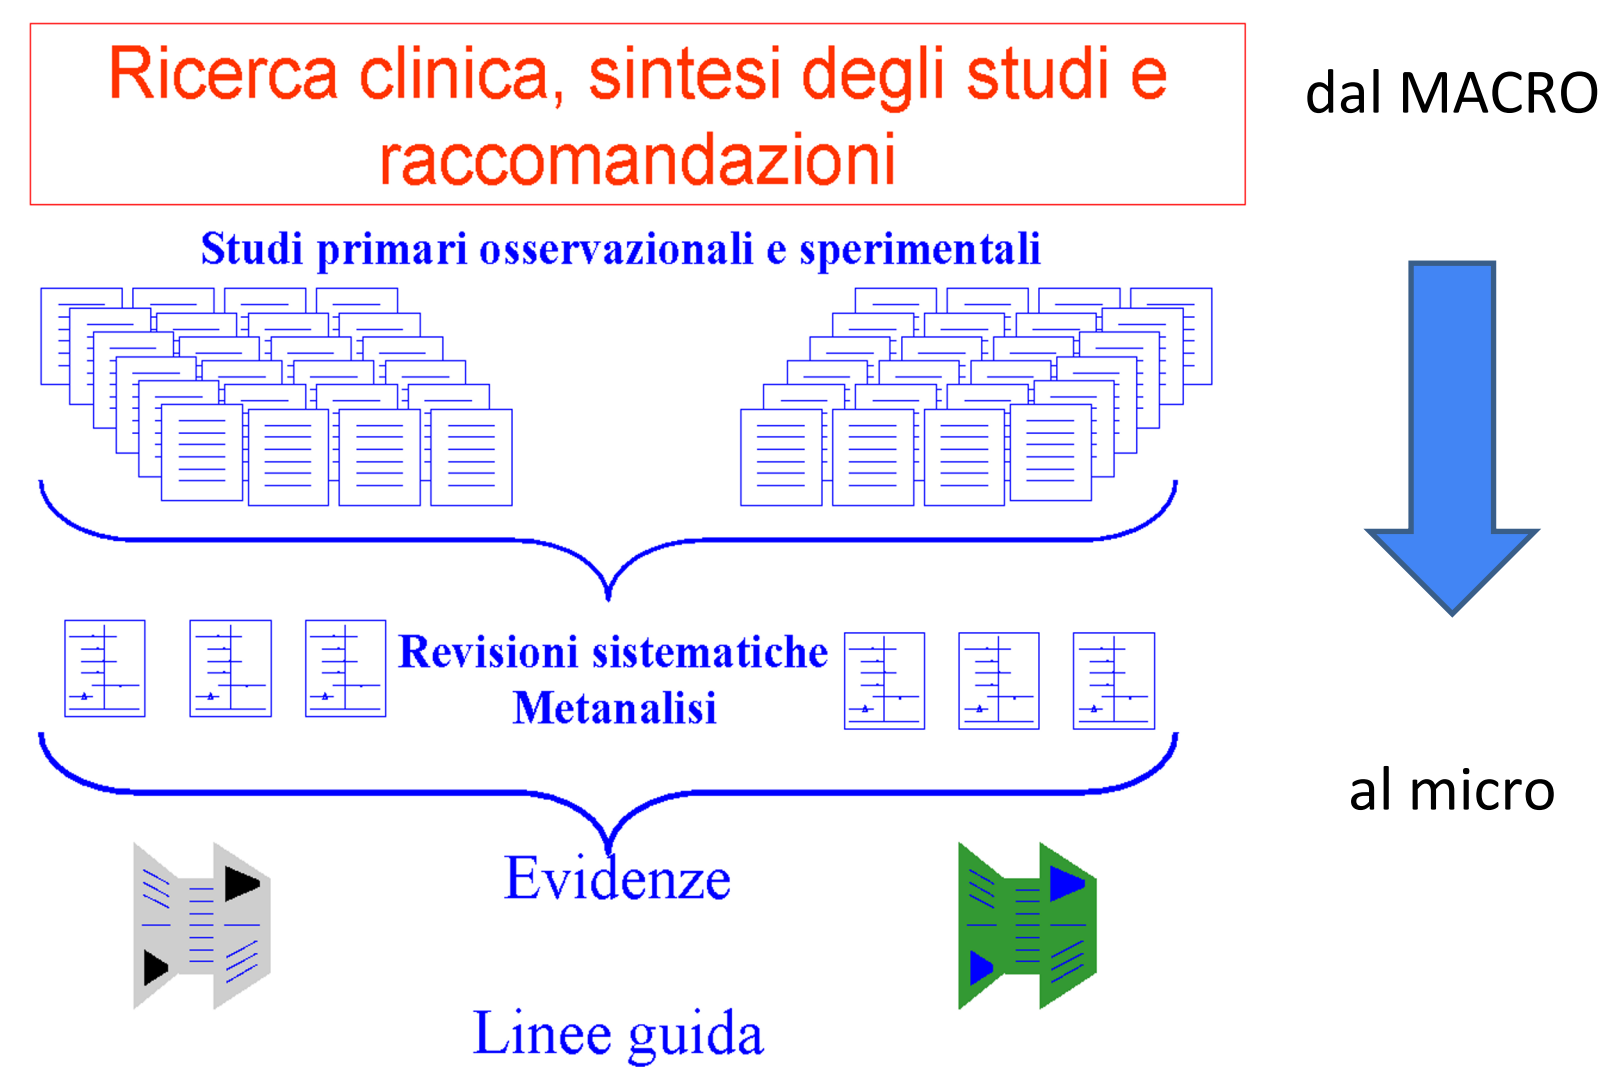 Ricerca clinica, sintesi degli studi e
raccomandazioni
dal MACRO
Studi primari osservazionali e sperimentali
Revisioni sistematiche
Metanalisi
al micro
Evidenze
Linee guida